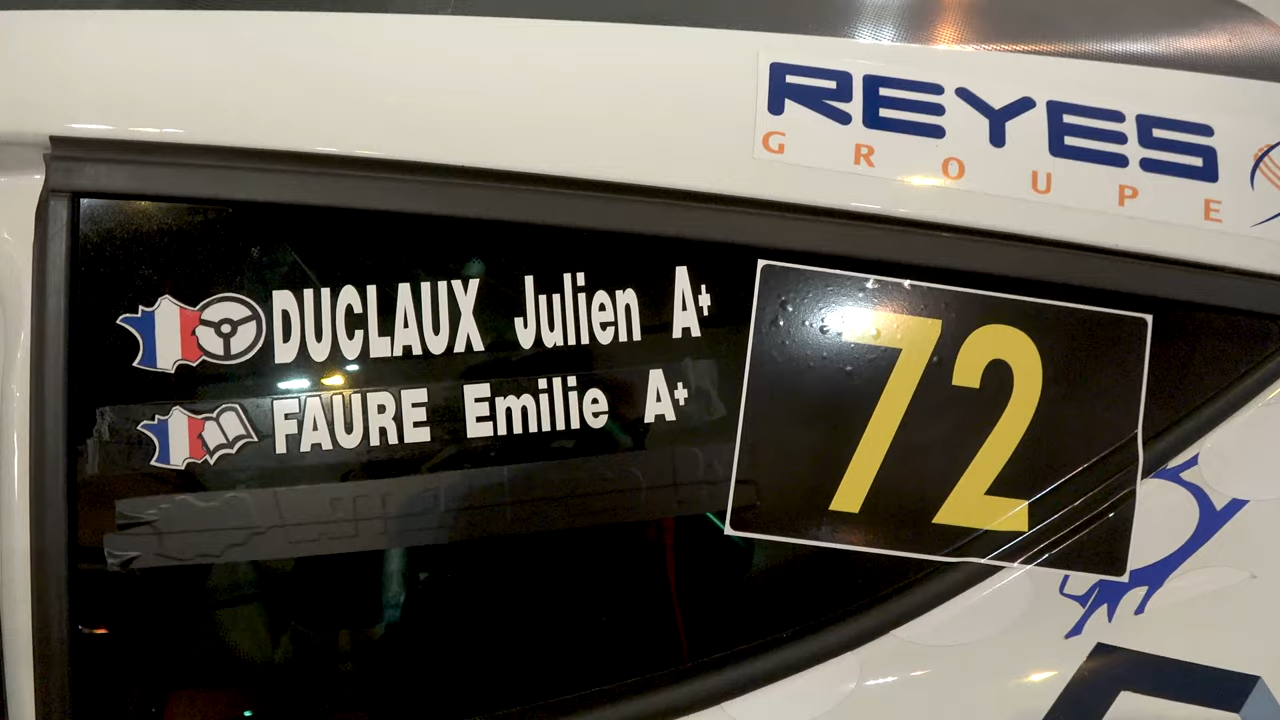 REYES
GROUPE
DUCLAUX Julien A+
FAURE Emilie A+
72